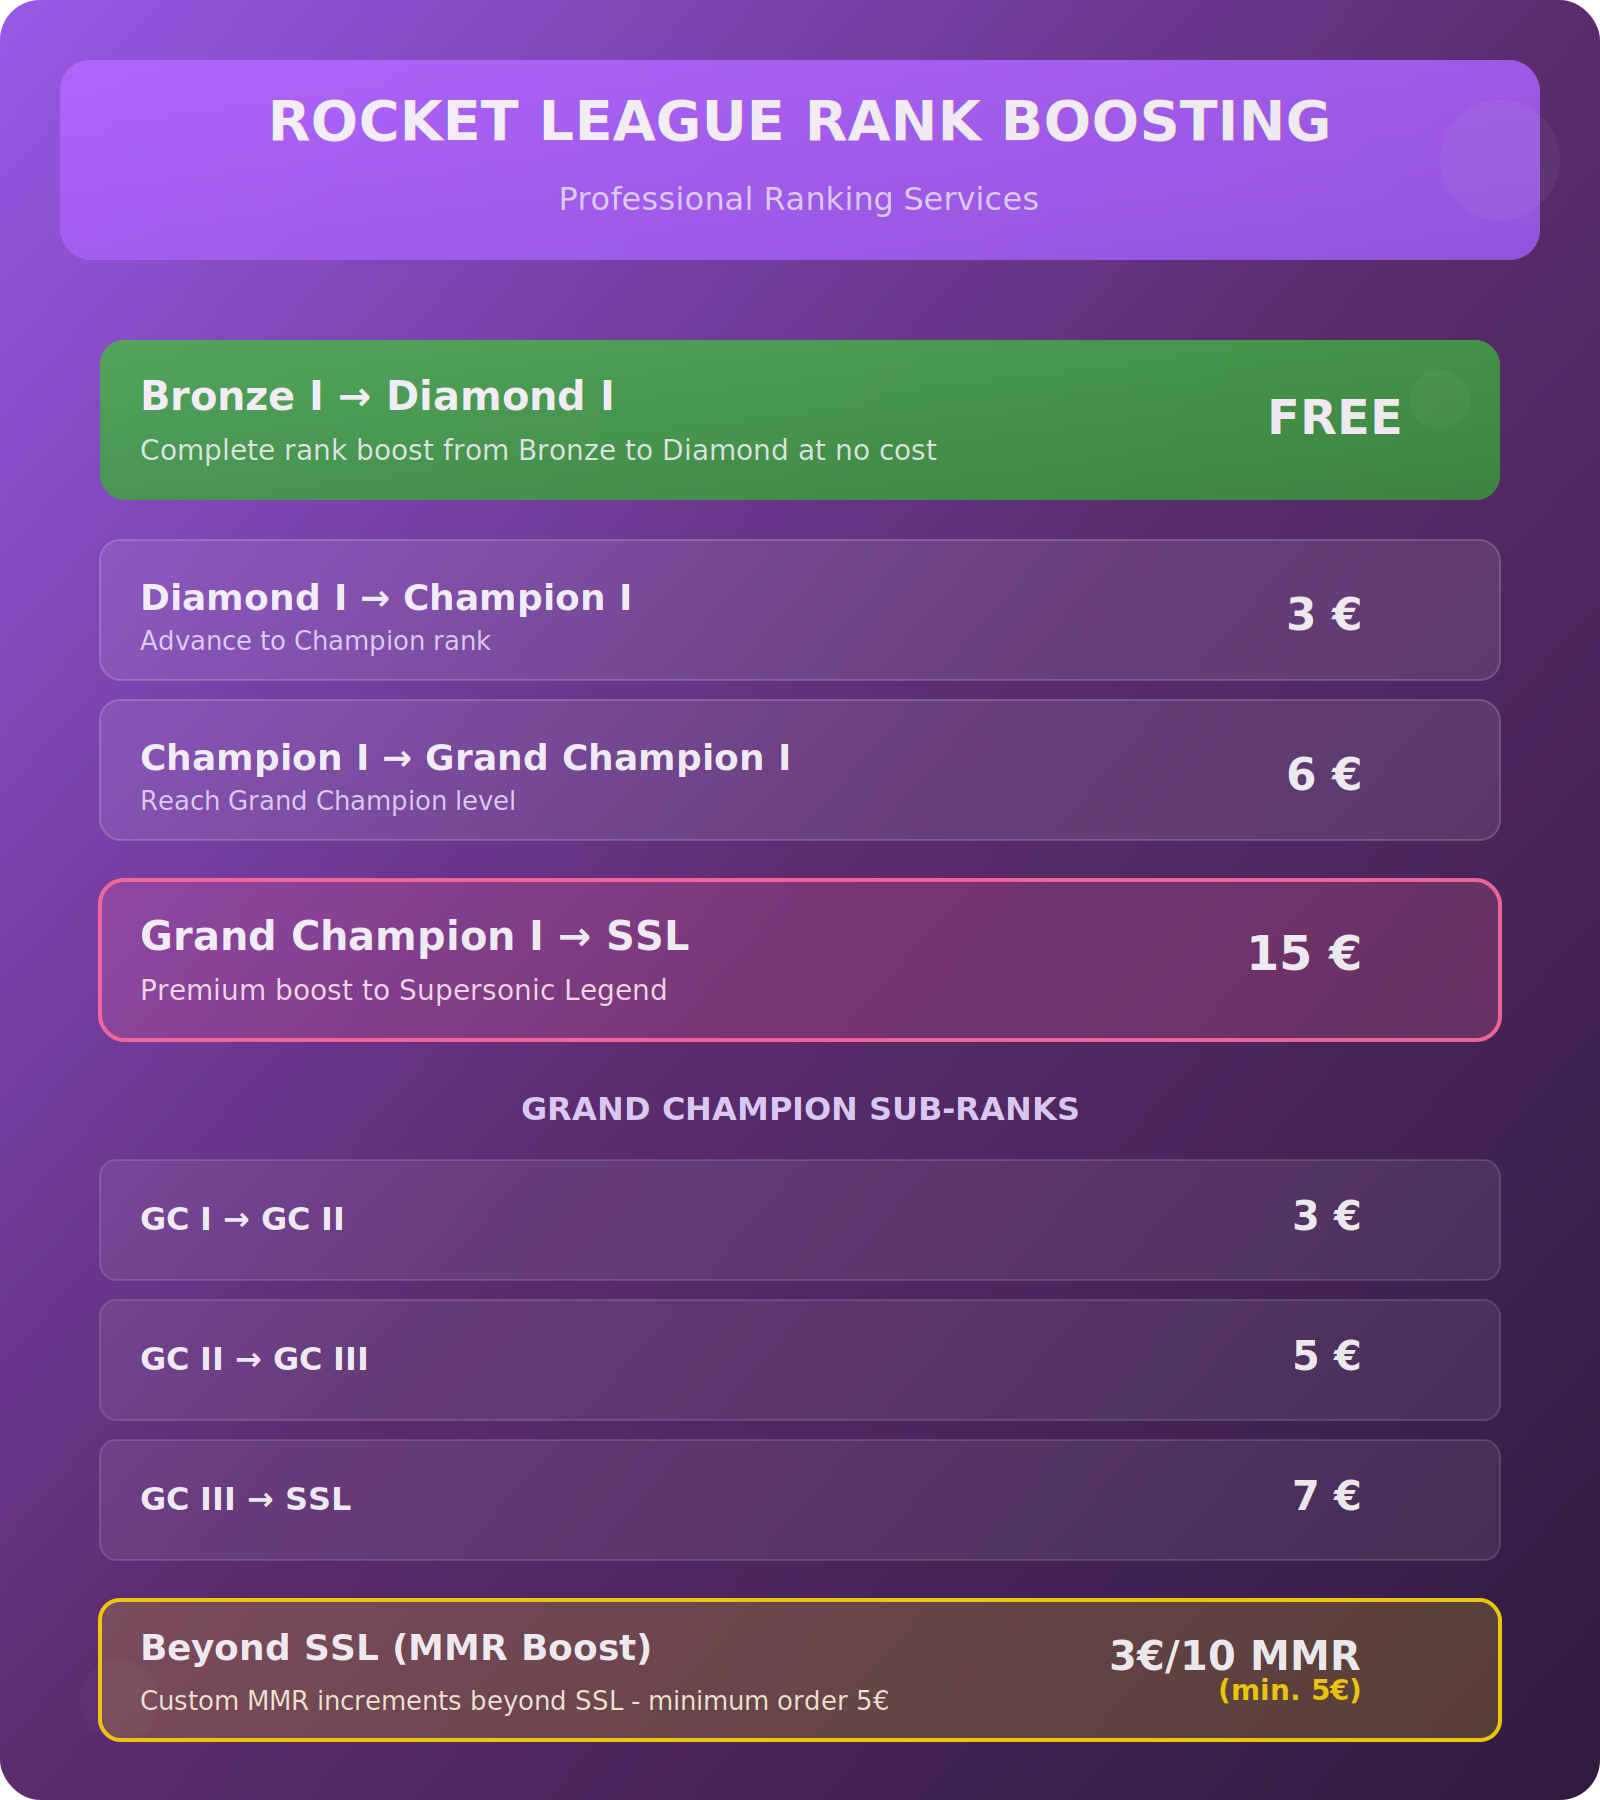 ROCKET LEAGUE RANK BOOSTING
Professional Ranking Services
Bronze I → Diamond I
FREE
Complete rank boost from Bronze to Diamond at no cost
Diamond I → Champion I
3 €
Advance to Champion rank
Champion I → Grand Champion I
6 €
Reach Grand Champion level
Grand Champion I → SSL
15 €
Premium boost to Supersonic Legend
GRAND CHAMPION SUB-RANKS
GC I → GC II
3 €
GC II → GC III
5 €
GC III → SSL
7 €
Beyond SSL (MMR Boost)
3€/10 MMR
Custom MMR increments beyond SSL - minimum order 5€
(min. 5€)